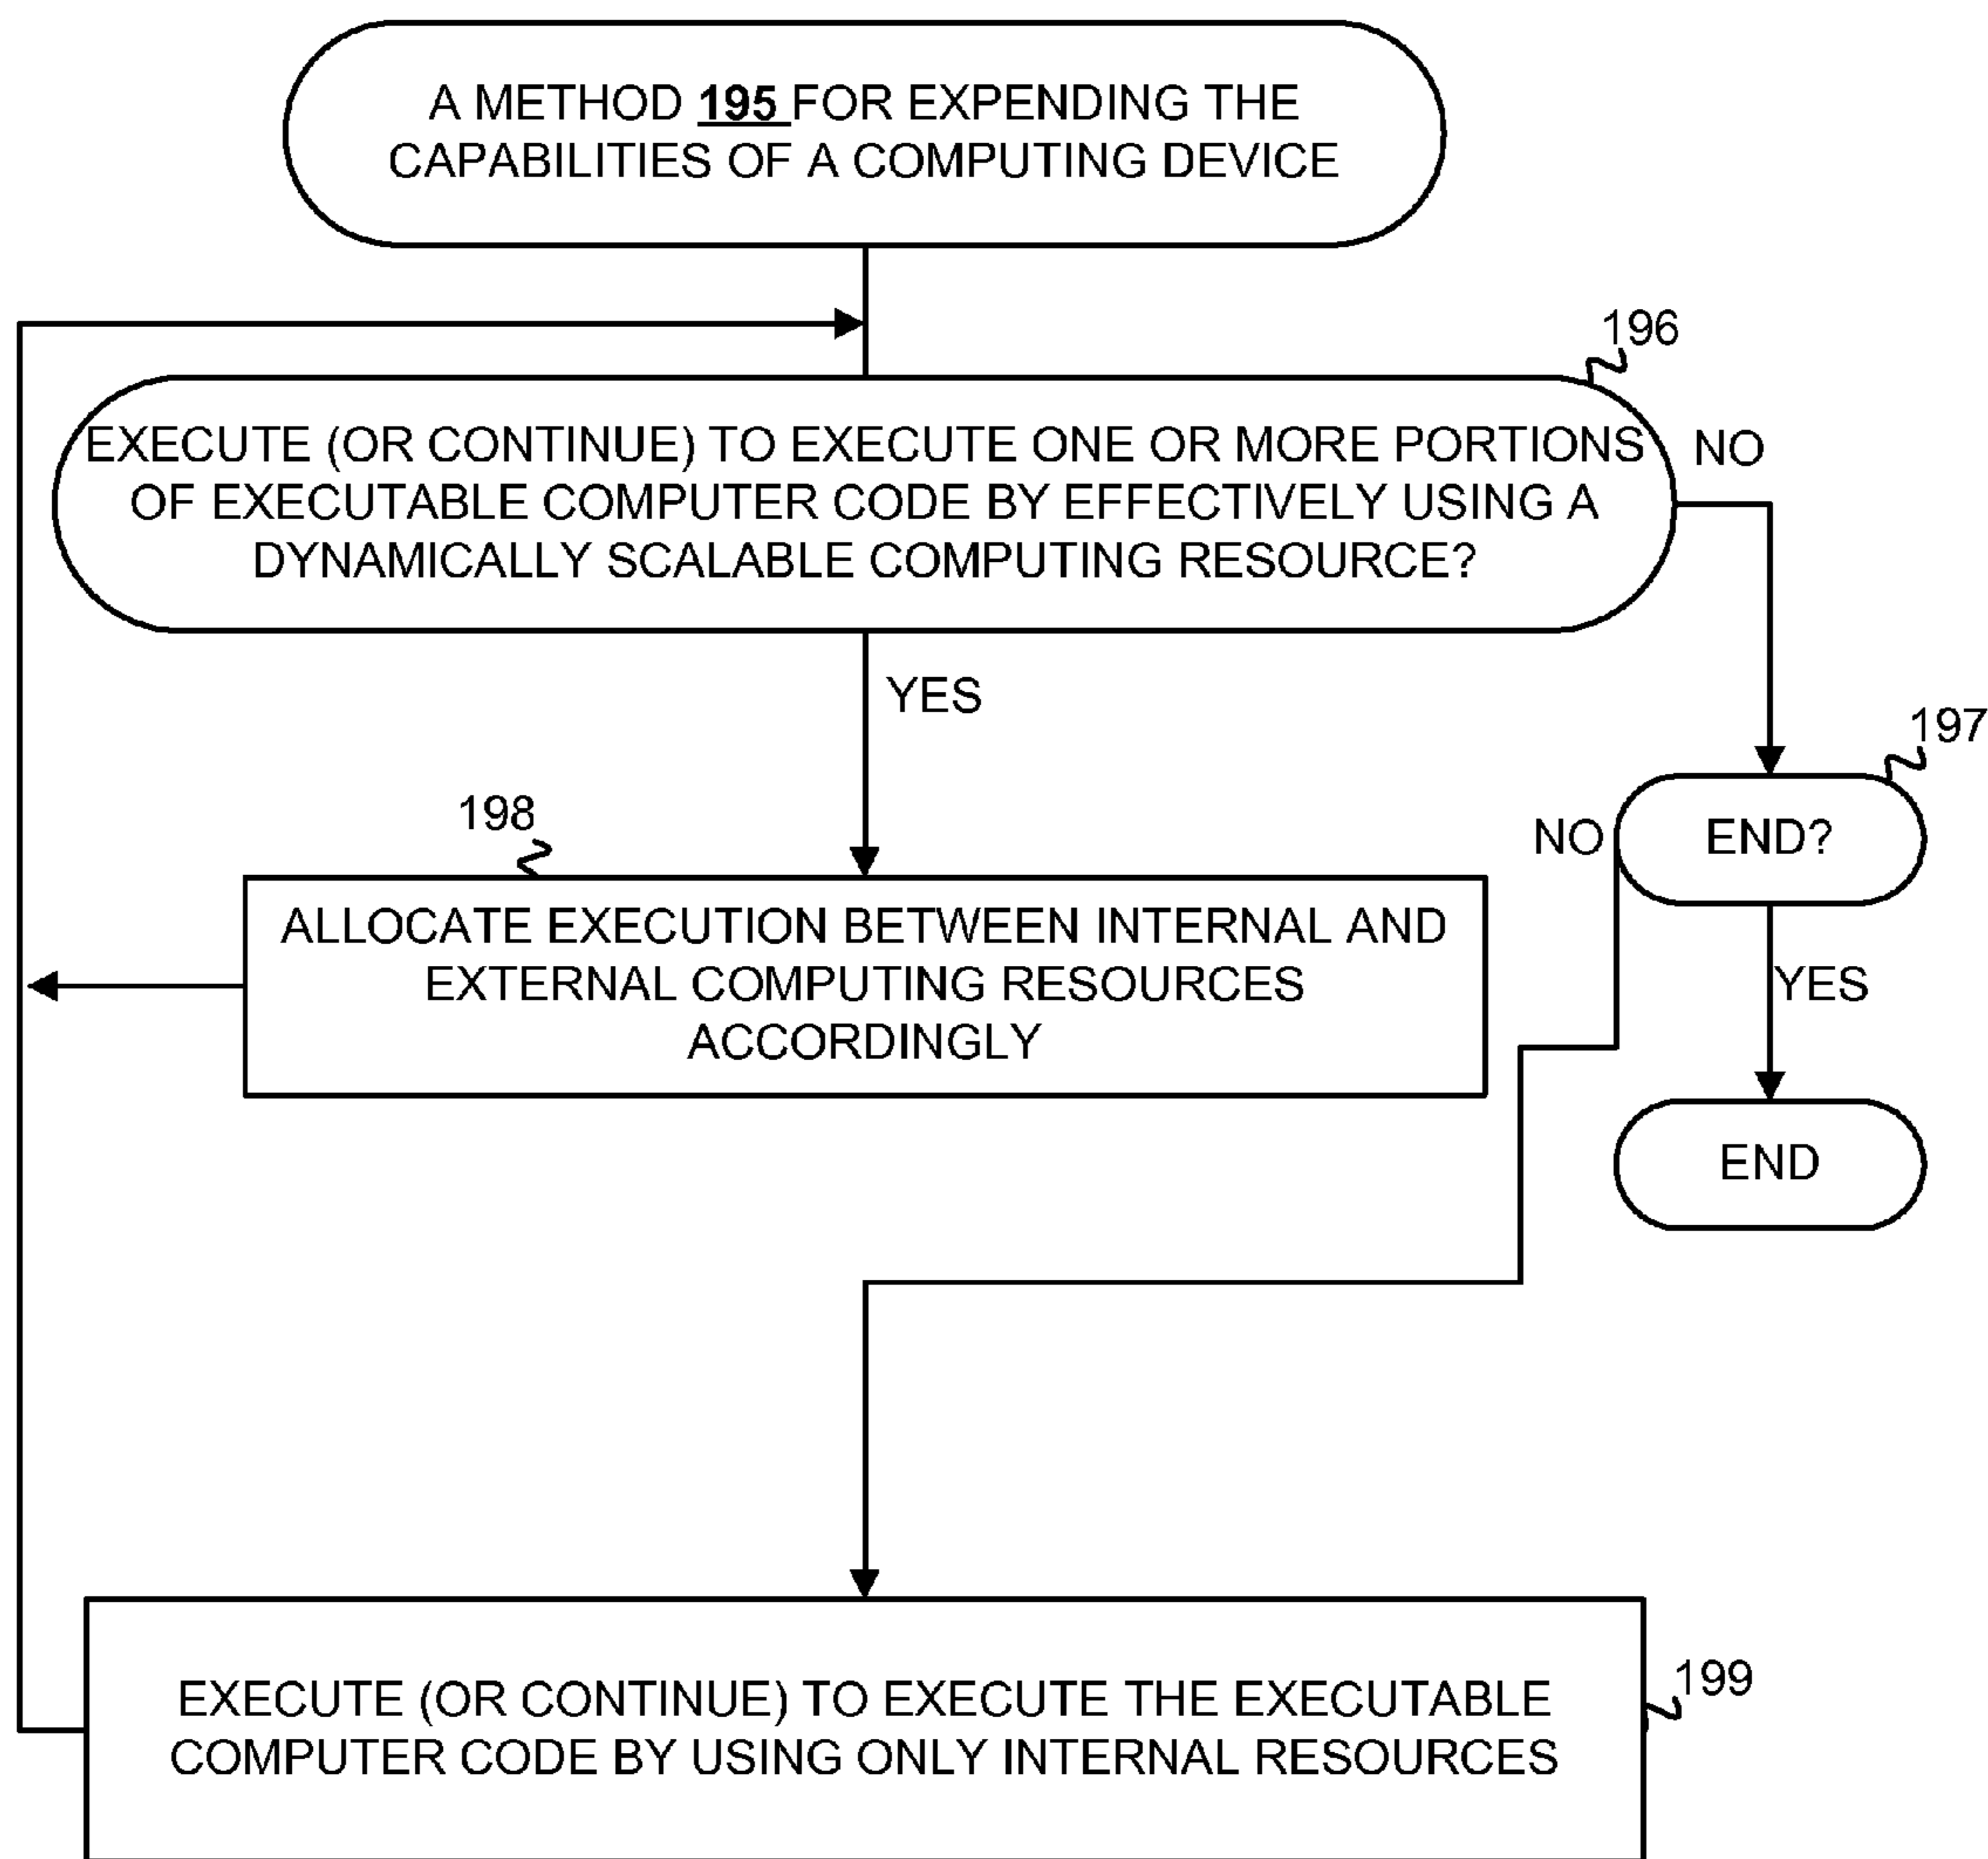 A METHOD 195 FOR EXPENDING THE
CAPABILITIES OF A COMPUTING DEVICE
196
EXECUTE (OR CONTINUE) TO EXECUTE ONE OR MORE PORTIONS
OF EXECUTABLE COMPUTER CODE BY EFFECTIVELY USING A
DYNAMICALLY SCALABLE COMPUTING RESOURCE?
NO
YES
197
END?
NO
198
ALLOCATE EXECUTION BETWEEN INTERNAL AND
EXTERNAL COMPUTING RESOURCES
ACCORDINGLY
YES
END
199
EXECUTE (OR CONTINUE) TO EXECUTE THE EXECUTABLE
COMPUTER CODE BY USING ONLY INTERNAL RESOURCES